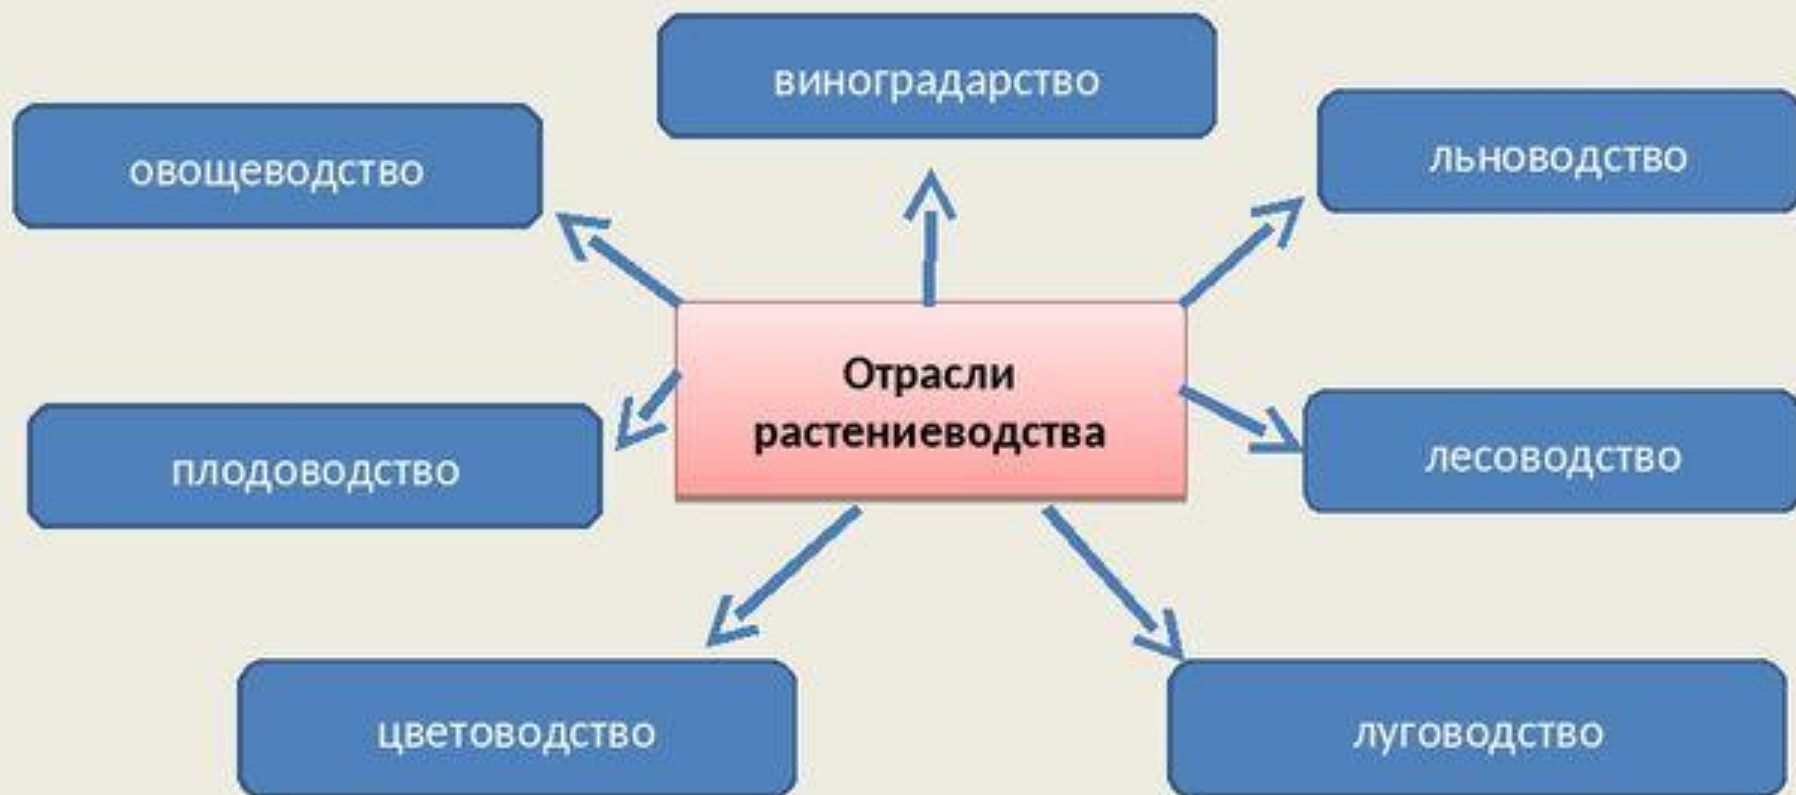 виноградарство
овощеводство
льноводство
Отрасли
растениеводства
плодоводство
лесоводство
цветоводство
луговодство